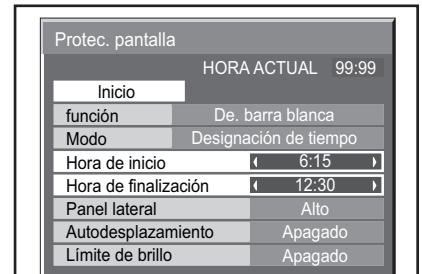 Protec. pantalla
HORA ACTUAL 99:99
Inicio
función De. barra blanca
Modo Designación de tiempo
Hora de inicio 6:15
Hora de finalización 12:30
Panel lateral Alto
Autodesplazamiento Apagado
Límite de brillo Apagado